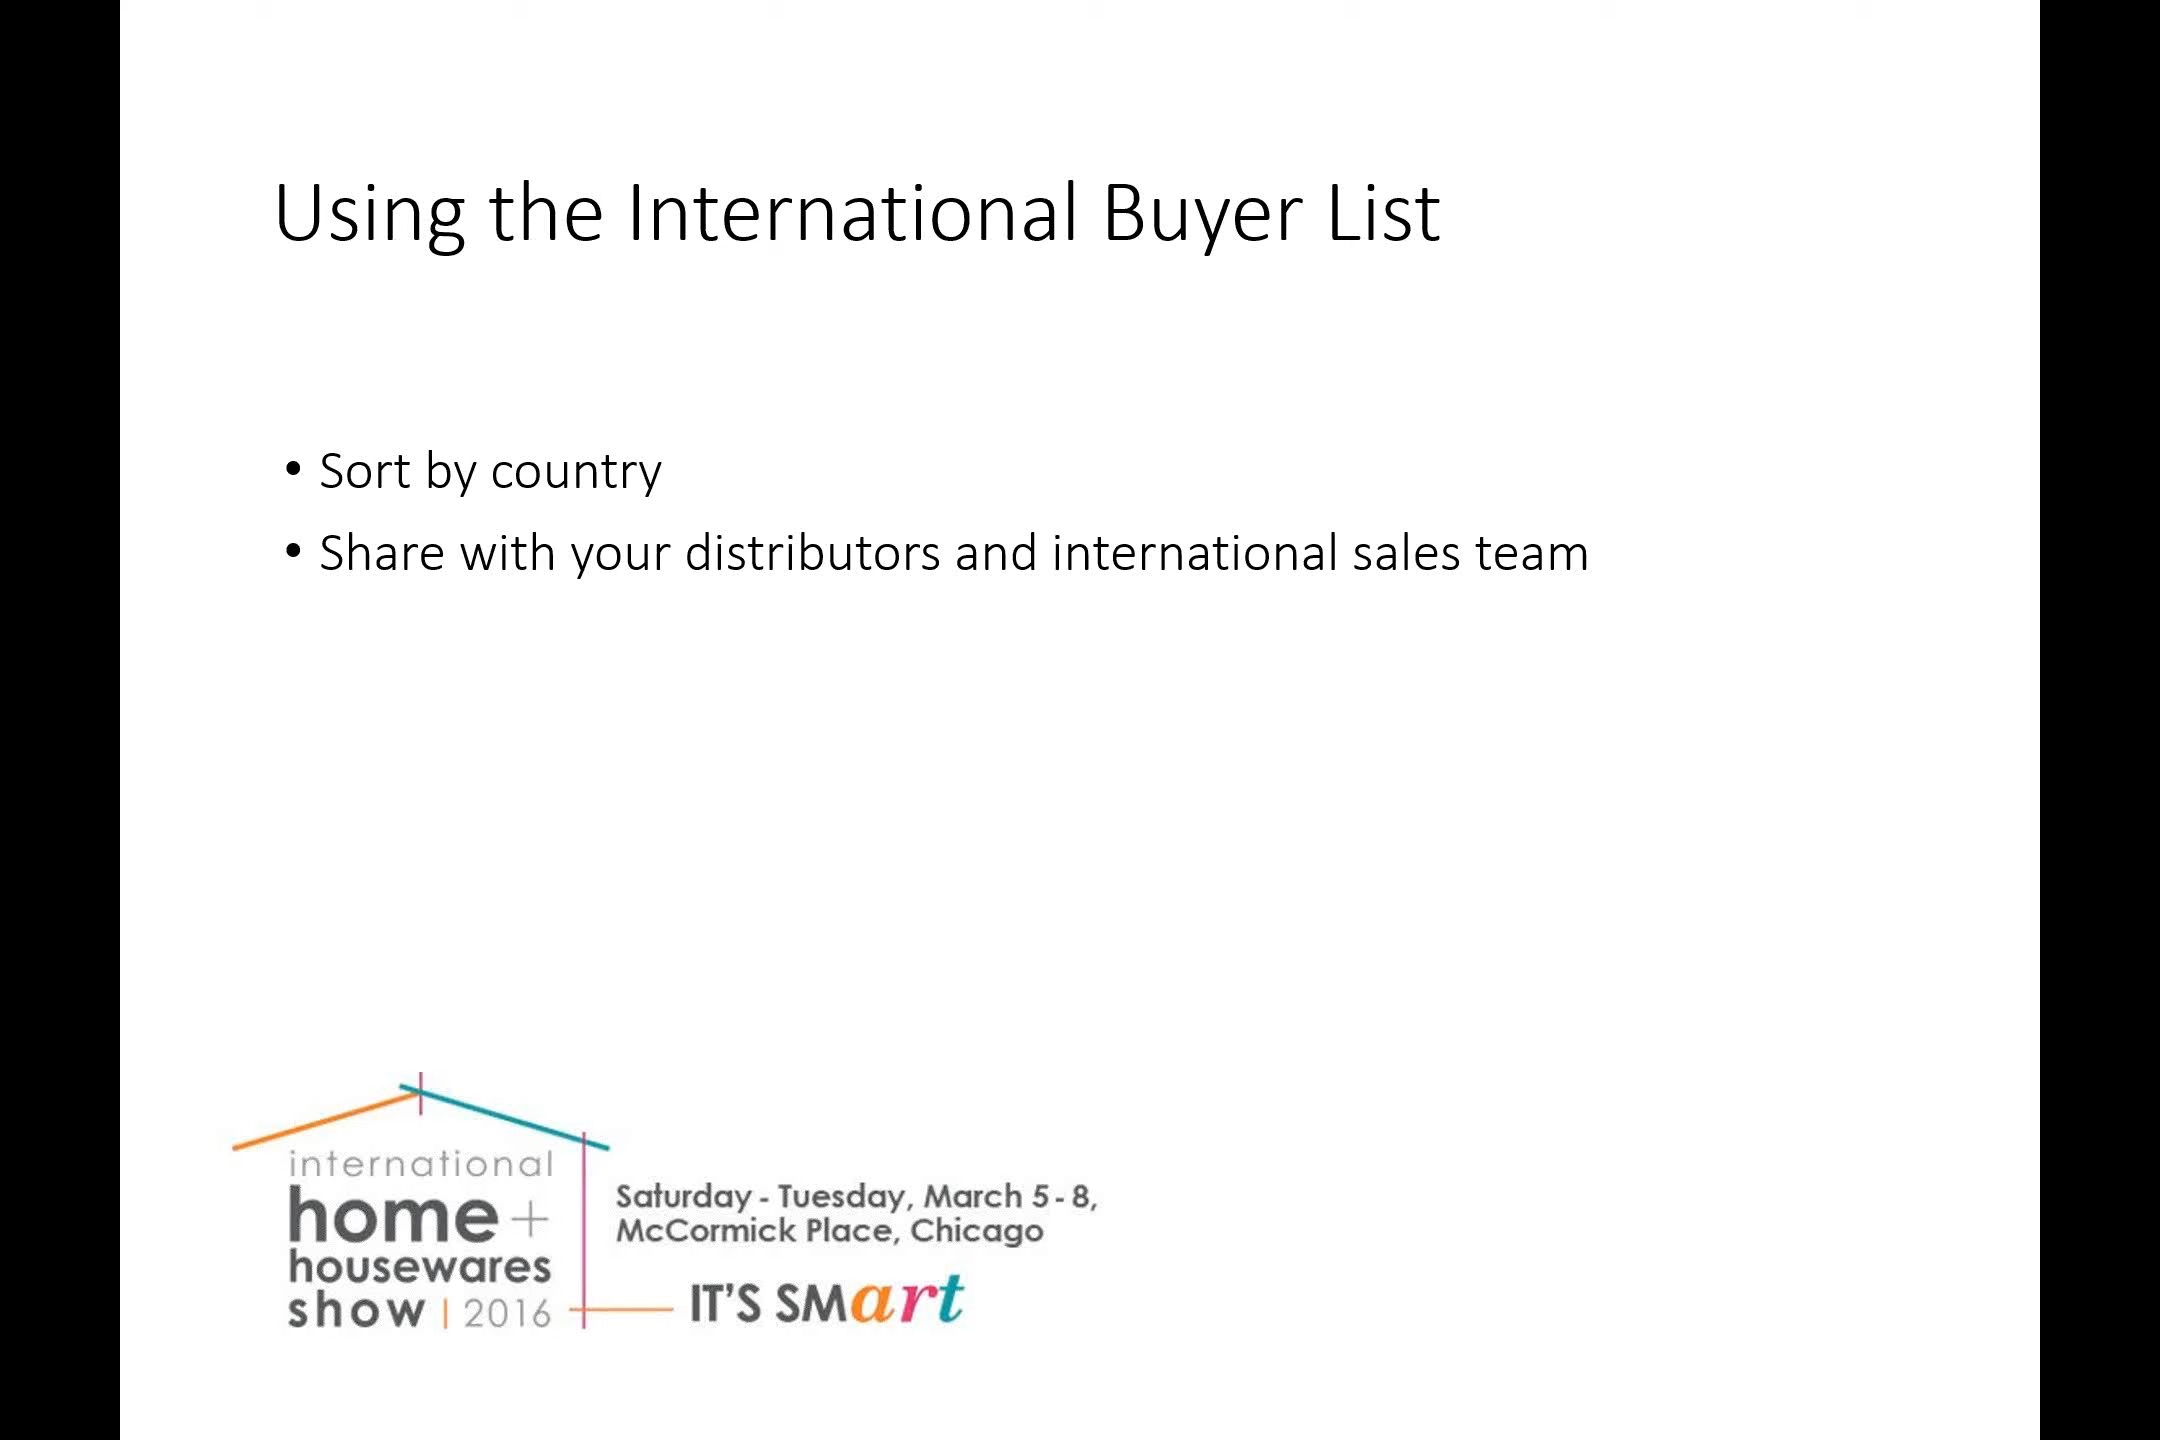 Using the International Buyer List
• Sort by country
• Share with your distributors and international sales team
international
home +
housewares
show | 2016
Saturday - Tuesday, March 5 - 8,
McCormick Place, Chicago
IT'S SMart